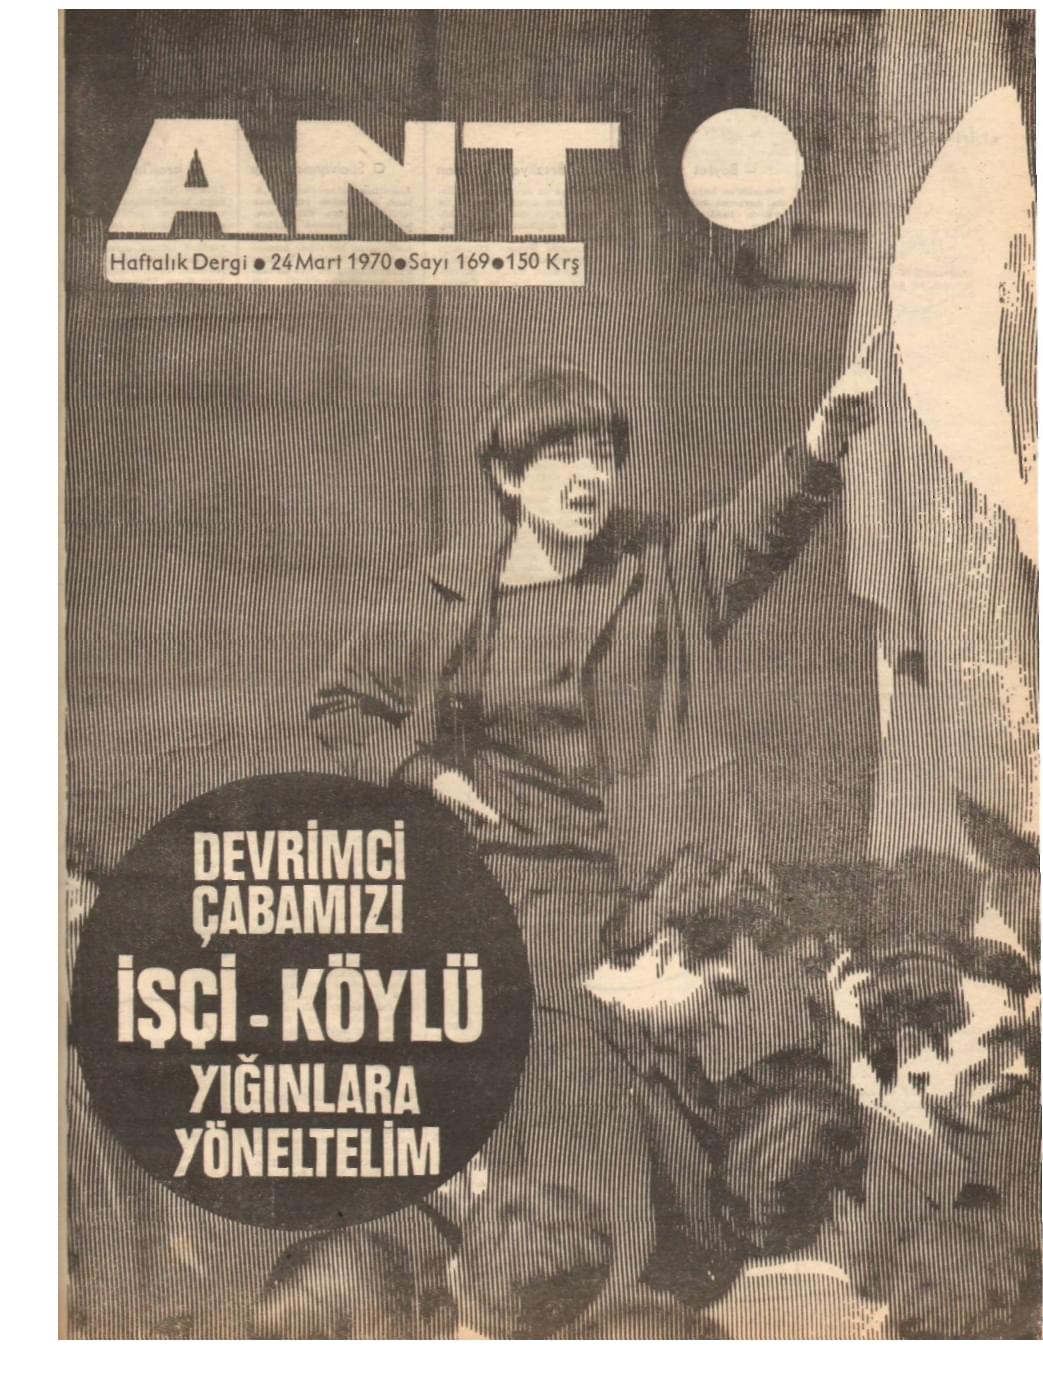 ANT
Haftalık Dergi ● 24 Mart 1970 ● Sayı 169 ● 150 Krş
DEVRİMCİ
ÇABAMIZI
İŞÇİ - KÖYLÜ
YIĞINLARA
YÖNELTELİM